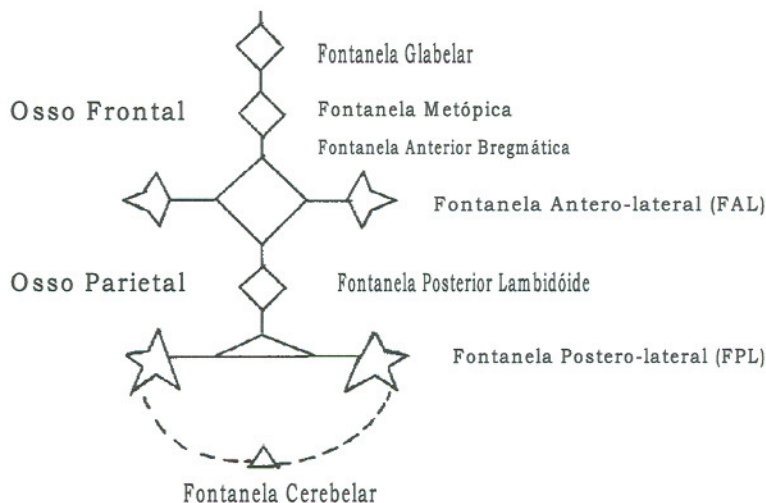 Fontanela Glabelar
Osso Frontal
Fontanela Metópica
Fontanela Anterior Bregmática
Fontanela Antero-lateral (FAL)
Osso Parietal
Fontanela Posterior Lambidóide
Fontanela Postero-lateral (FPL)
Fontanela Cerebelar